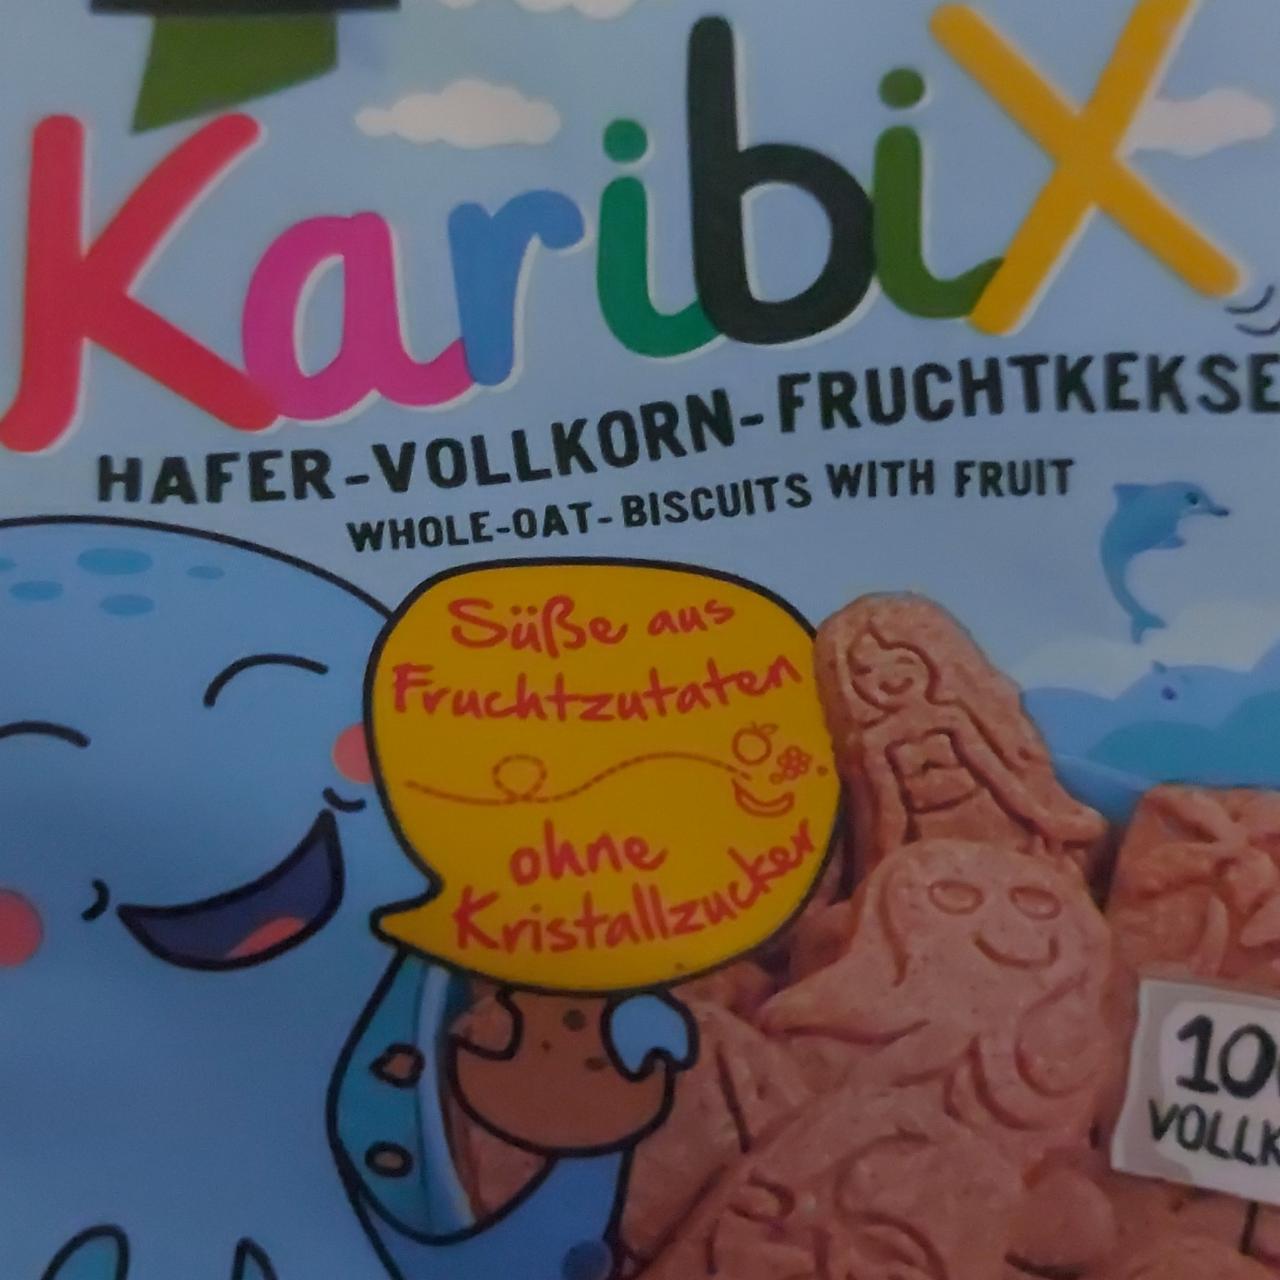 KaribiX
HAFER-VOLLKORN-FRUCHTKEKSE
WHOLE-OAT-BISCUITS WITH FRUIT
Süße aus
Fruchtzutaten
ohne
Kristallzucker